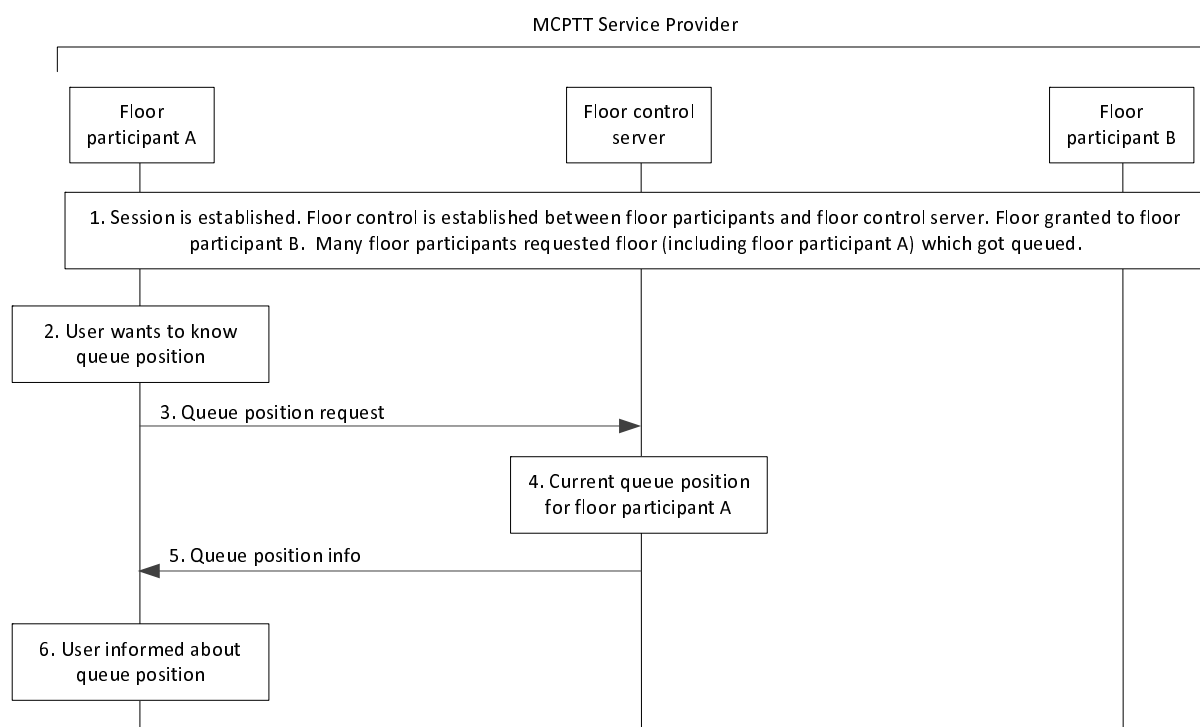 MCPTT Service Provider
Floor
participant A
Floor control
server
Floor
participant B
1. Session is established. Floor control is established between floor participants and floor control server. Floor granted to floor
participant B.  Many floor participants requested floor (including floor participant A) which got queued.
2. User wants to know
queue position
3. Queue position request
4. Current queue position
for floor participant A
5. Queue position info
6. User informed about
queue position